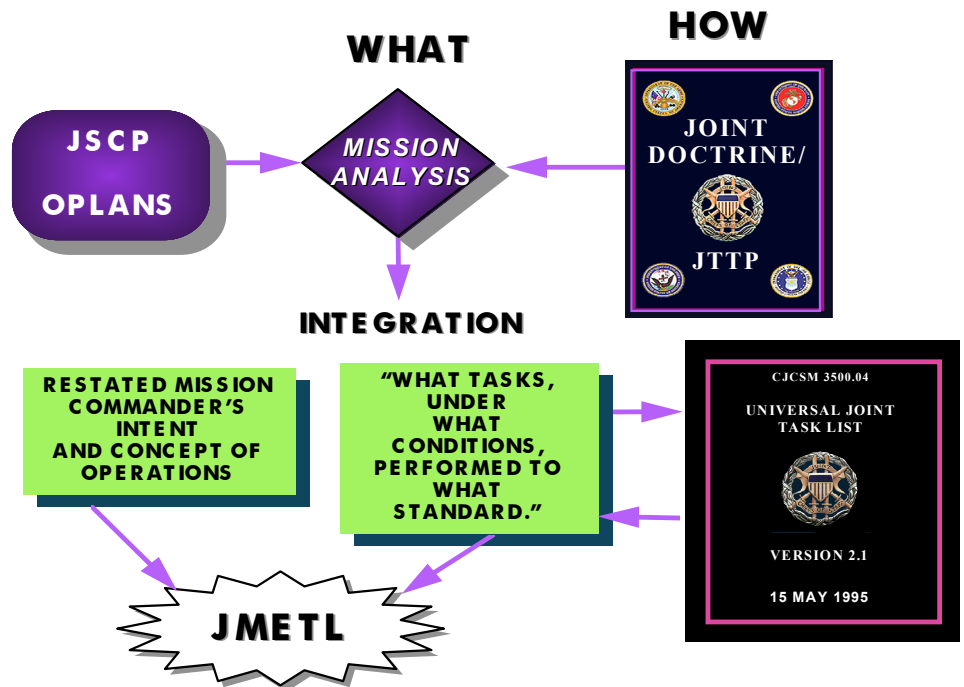 WHAT
HOW
JSCP
OPLANS
MISSION
ANALYSIS
JOINT
DOCTRINE/
JTTP
INTEGRATION
RESTATED MISSION
COMMANDER'S
INTENT
AND CONCEPT OF
OPERATIONS
“WHAT TASKS,
UNDER
WHAT
CONDITIONS,
PERFORMED TO
WHAT
STANDARD.”
CJCSM 3500.04
UNIVERSAL JOINT
TASK LIST
VERSION 2.1
15 MAY 1995
JMETL